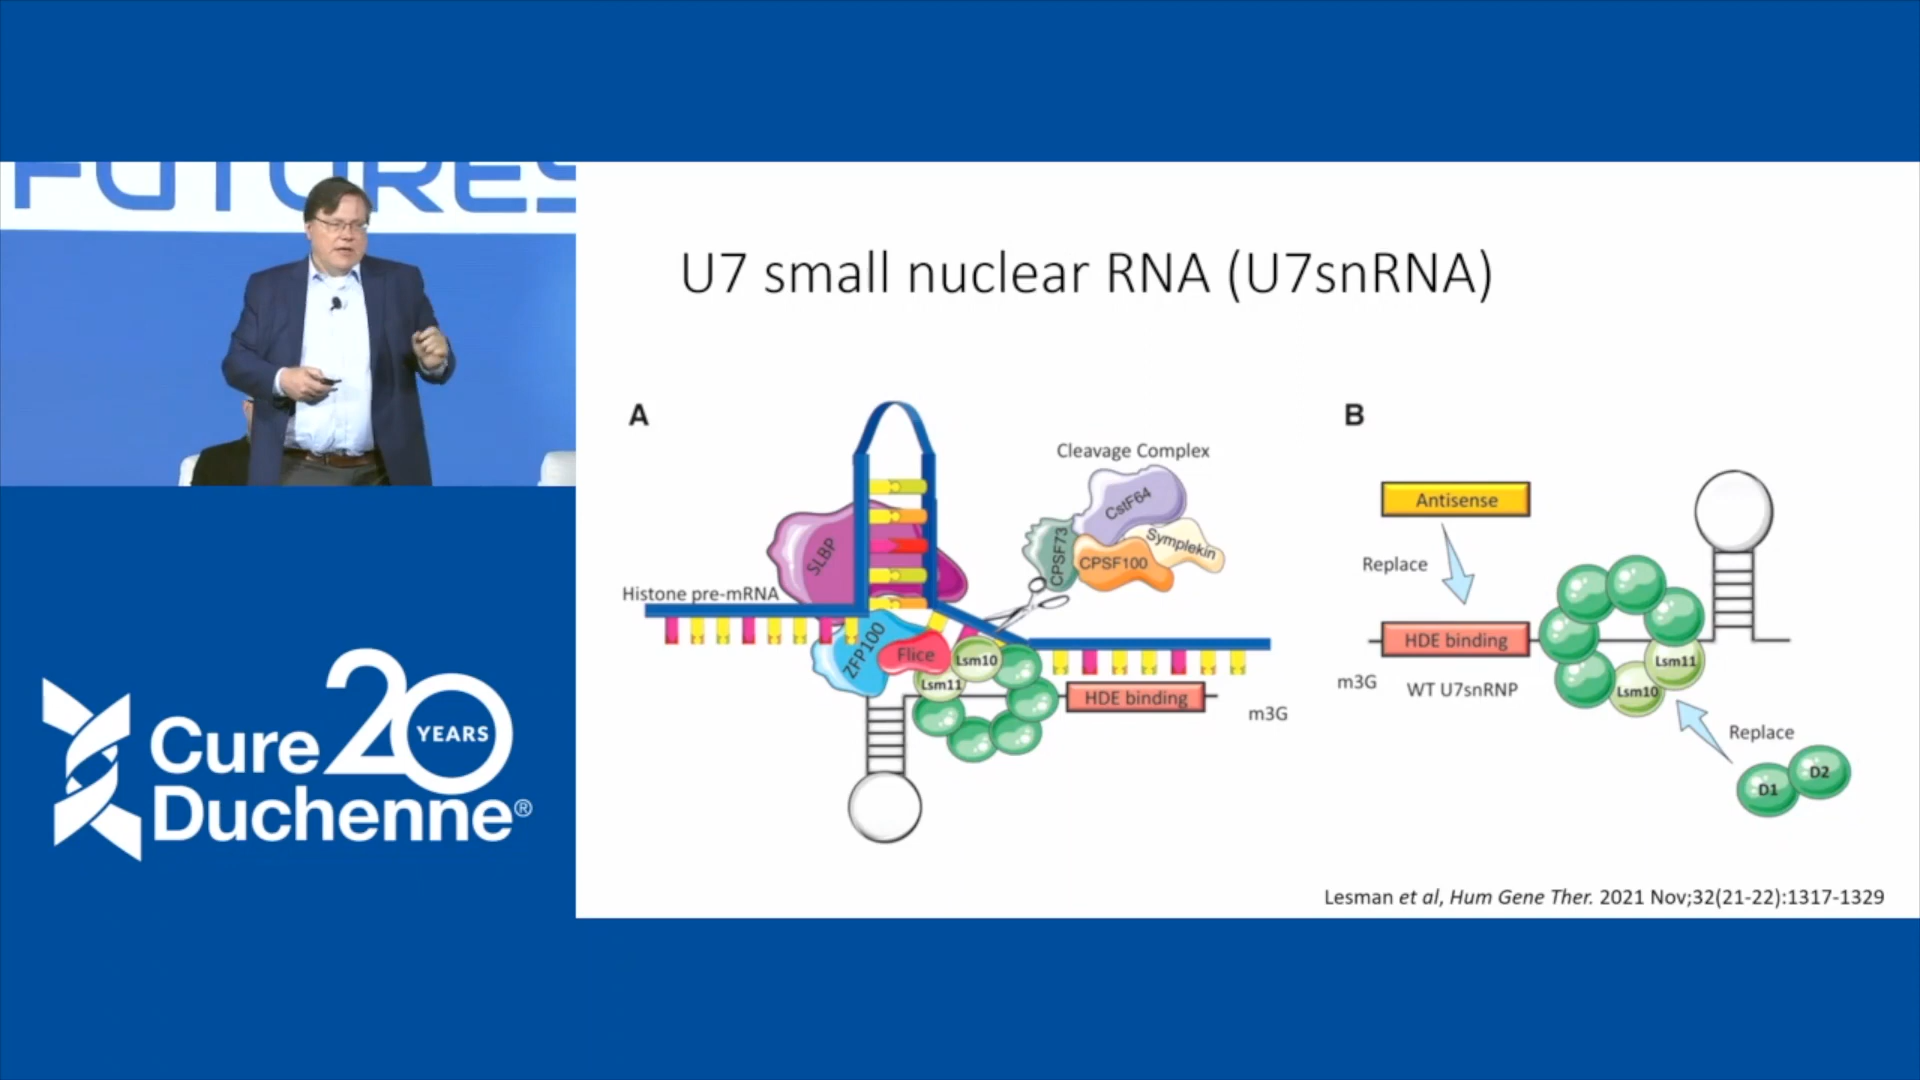 FUTURES
U7 small nuclear RNA (U7snRNA)
A
Cleavage Complex
CstF64
CPSF73
CPSF100
Symplekin
SLBP
Histone pre-mRNA
ZFP100
Flice
Lsm10
Lsm11
HDE binding
m3G
B
Antisense
Replace
HDE binding
m3G
WT U7snRNP
Lsm11
Lsm10
Replace
D1
D2
Lesman et al, Hum Gene Ther. 2021 Nov;32(21-22):1317-1329
20 YEARS
Cure
Duchenne®